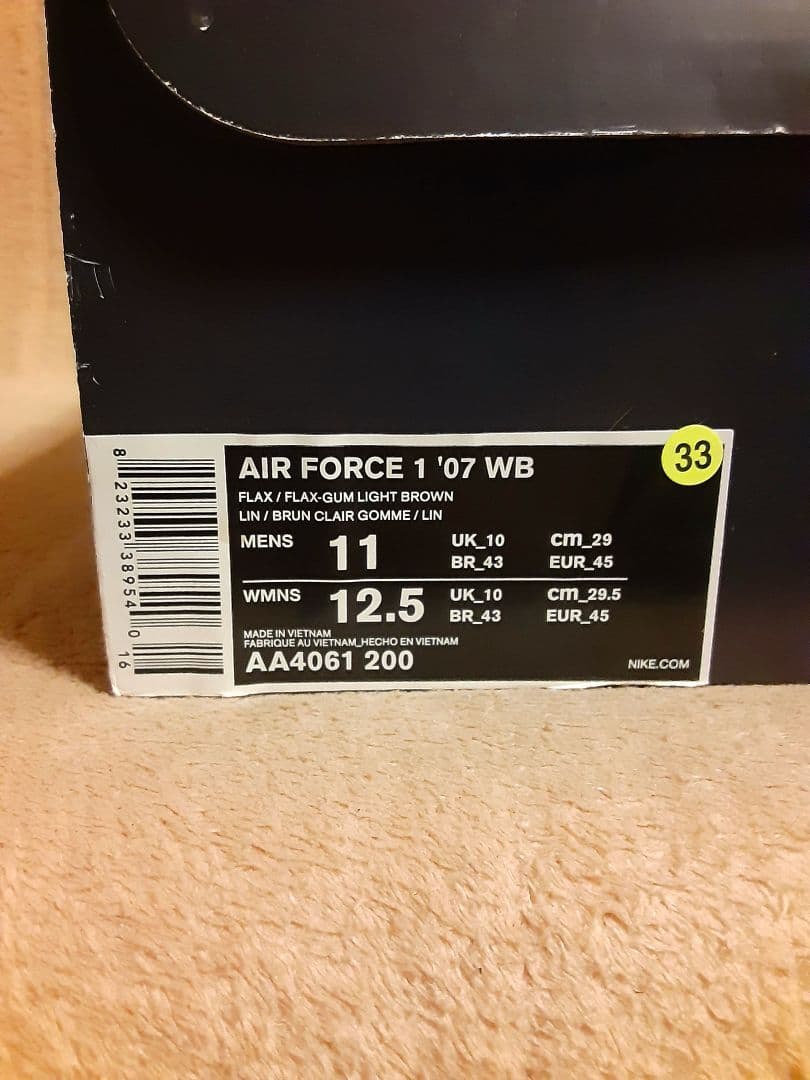 33
AIR FORCE 1 '07 WB
FLAX / FLAX-GUM LIGHT BROWN
LIN / BRUN CLAIR GOMME / LIN
MENS 11 UK_10 cm_29
BR_43 EUR_45
WMNS 12.5 UK_10 cm_29.5
BR_43 EUR_45
MADE IN VIETNAM
FABRIQUE AU VIETNAM_HECHO EN VIETNAM
AA4061 200 NIKE.COM
8 23233 38954 0 16